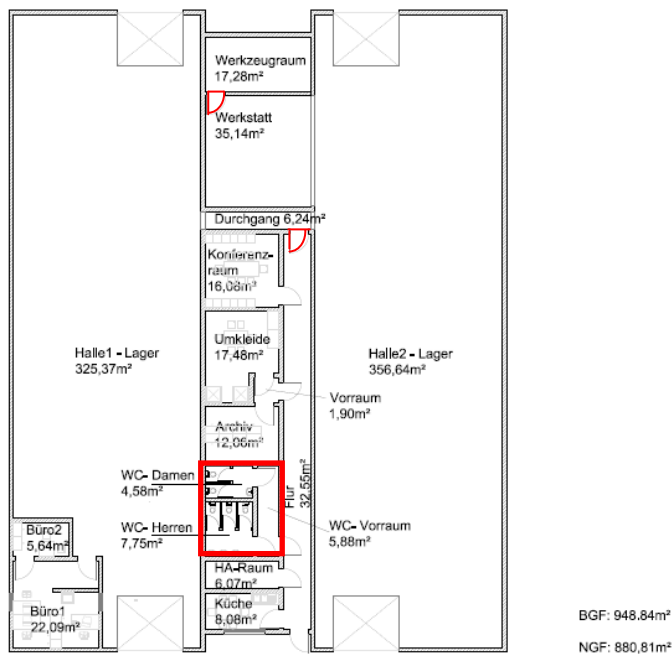 Werkzeugraum
17,28m²
Werkstatt
35,14m²
Durchgang 6,24m²
Konferenz-
raum
16,08m²
Umkleide
17,48m²
Halle1 - Lager
325,37m²
Halle2 - Lager
356,64m²
Vorraum
1,90m²
Archiv
12,06m²
WC- Damen
4,58m²
Flur
32,55m²
WC- Herren
7,75m²
WC- Vorraum
5,88m²
Büro2
5,64m²
HA-Raum
6,07m²
Küche
8,08m²
Büro1
22,09m²
BGF: 948.84m²
NGF: 880,81m²